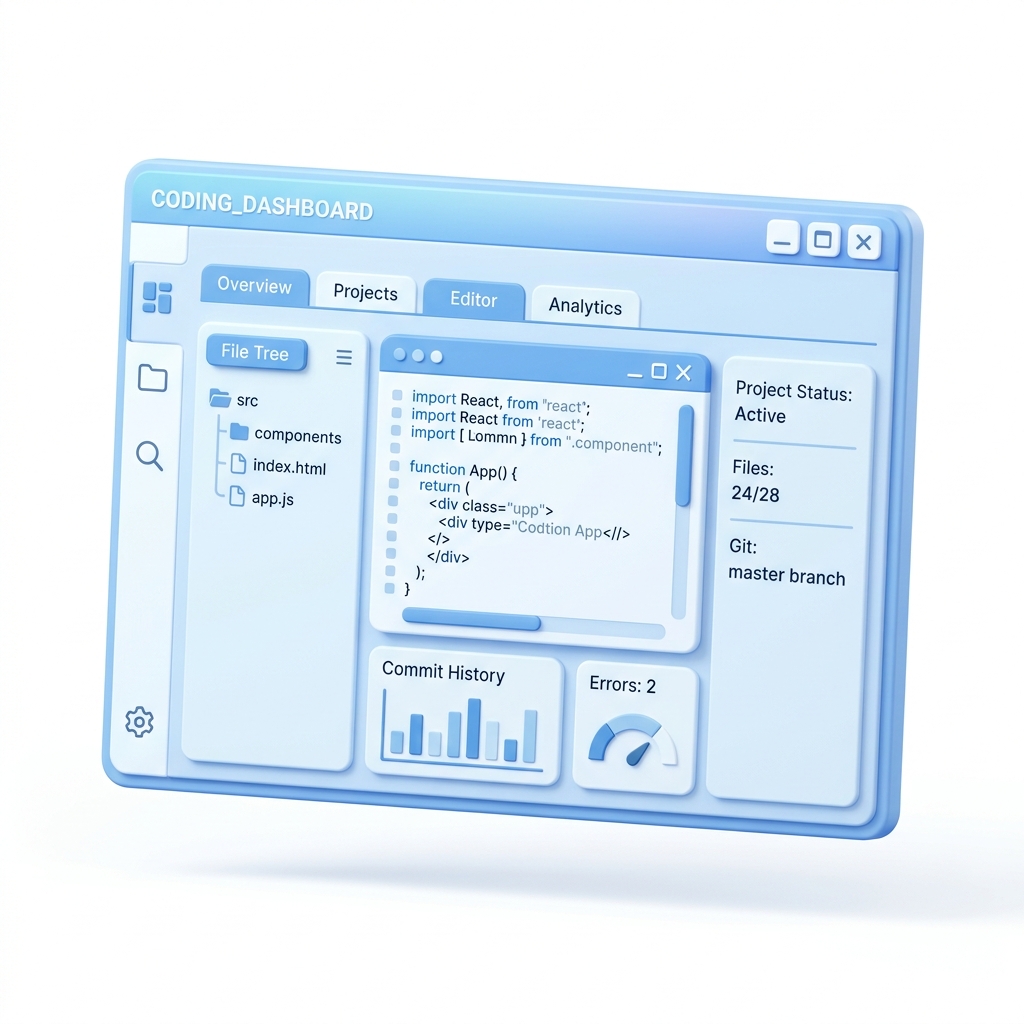 CODING_DASHBOARD
Overview
Projects
Editor
Analytics
File Tree
src
components
index.html
app.js
import React, from "react";
import React from 'react';
import [ Lommn } from ".component";
function App() {
return (
<div class="upp">
<div type="Codtion App<//>
</>
</div>
);
}
Project Status:
Active
Files:
24/28
Git:
master branch
Commit History
Errors: 2